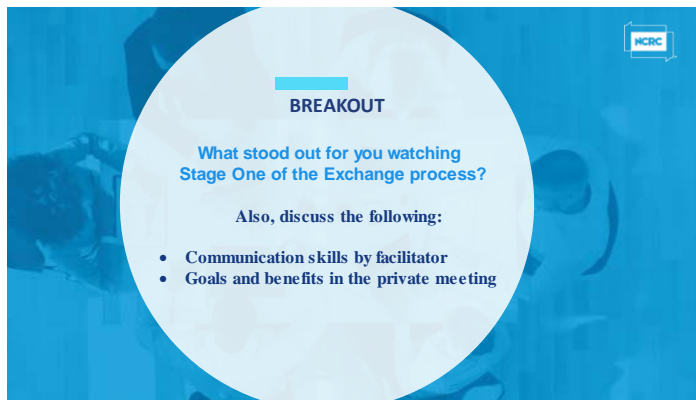 NCRC
BREAKOUT
What stood out for you watching
Stage One of the Exchange process?
Also, discuss the following:
• Communication skills by facilitator
• Goals and benefits in the private meeting